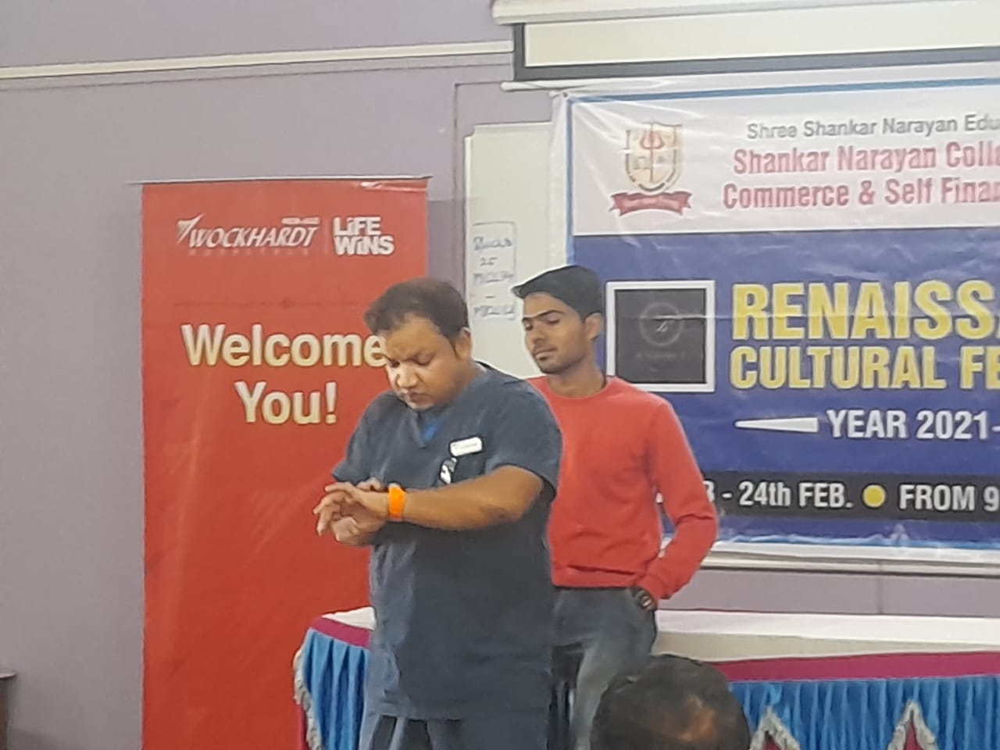 WOCKHARDT
HOSPITALS
LiFE
WiNS
Welcome
You!
Shree Shankar Narayan Edu
Shankar Narayan Colle
Commerce & Self Finan
RENAISSA
CULTURAL FE
YEAR 2021-
- 24th FEB. FROM 9